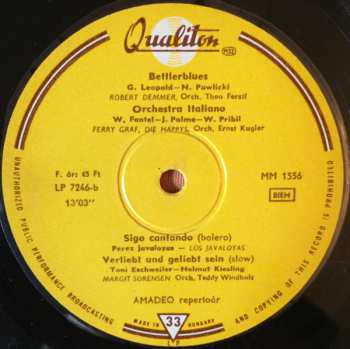 Qualiton
Bettlerblues
G. Leopold—N. Pawlicki
ROBERT DEMMER, Orch, Theo Ferstl
Orchestra Italiano
W. Fantel—J. Palme—W. Pribil
FERRY GRAF, DIE HAPPYS, Orch, Ernst Kugler
F. ár: 45 Ft
LP 7246-b
13'03"
MM 1556
BIEM
Sigo cantando (bolero)
Perez Javaloyas — LOS JAVALOYAS
Verliebt und geliebt sein (slow)
Toni Eschweiler—Helmut Kiesling
MARGIT SORENSEN Orch, Teddy Windholz
AMADEO repertoár
MADE IN 33 HUNGARY
UNAUTHORIZED PUBLIC PERFORMANCE BROADCASTING AND COPYING OF THIS RECORD IS PROHIBITED